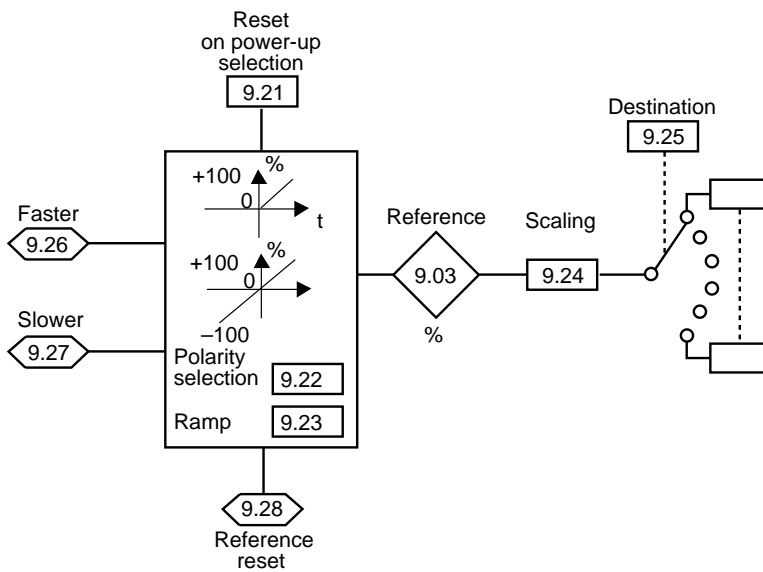 Reset
on power-up
selection
9.21
Destination
9.25
+100
%
0
t
Faster
9.26
Reference
9.03
%
Scaling
9.24
+100
%
0
–100
Slower
9.27
Polarity
selection
9.22
Ramp
9.23
9.28
Reference
reset